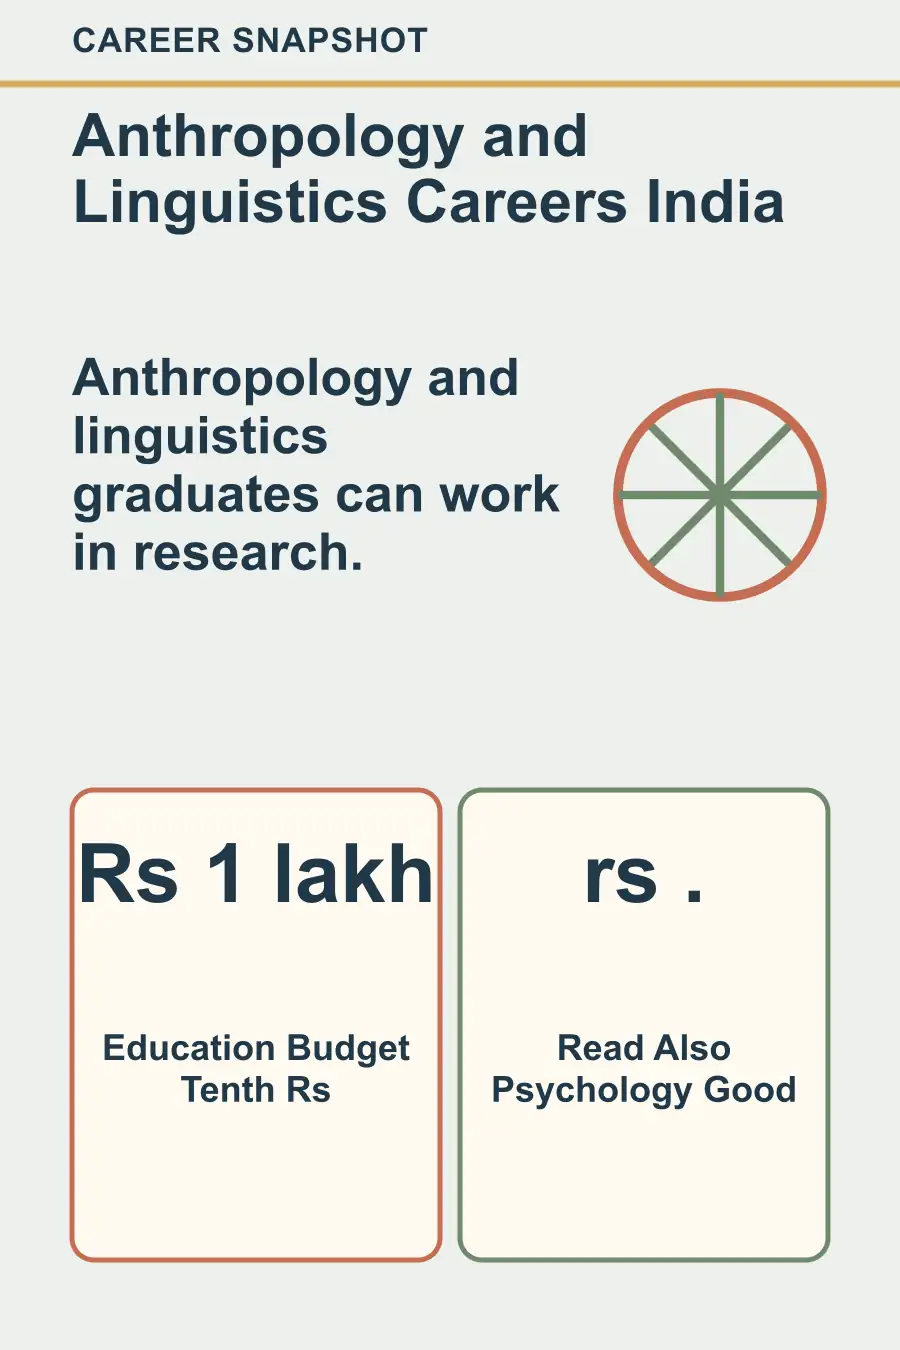 CAREER SNAPSHOT
Anthropology and
Linguistics Careers India
Anthropology and
linguistics
graduates can work
in research.
Rs 1 lakh
Education Budget
Tenth Rs
rs .
Read Also
Psychology Good